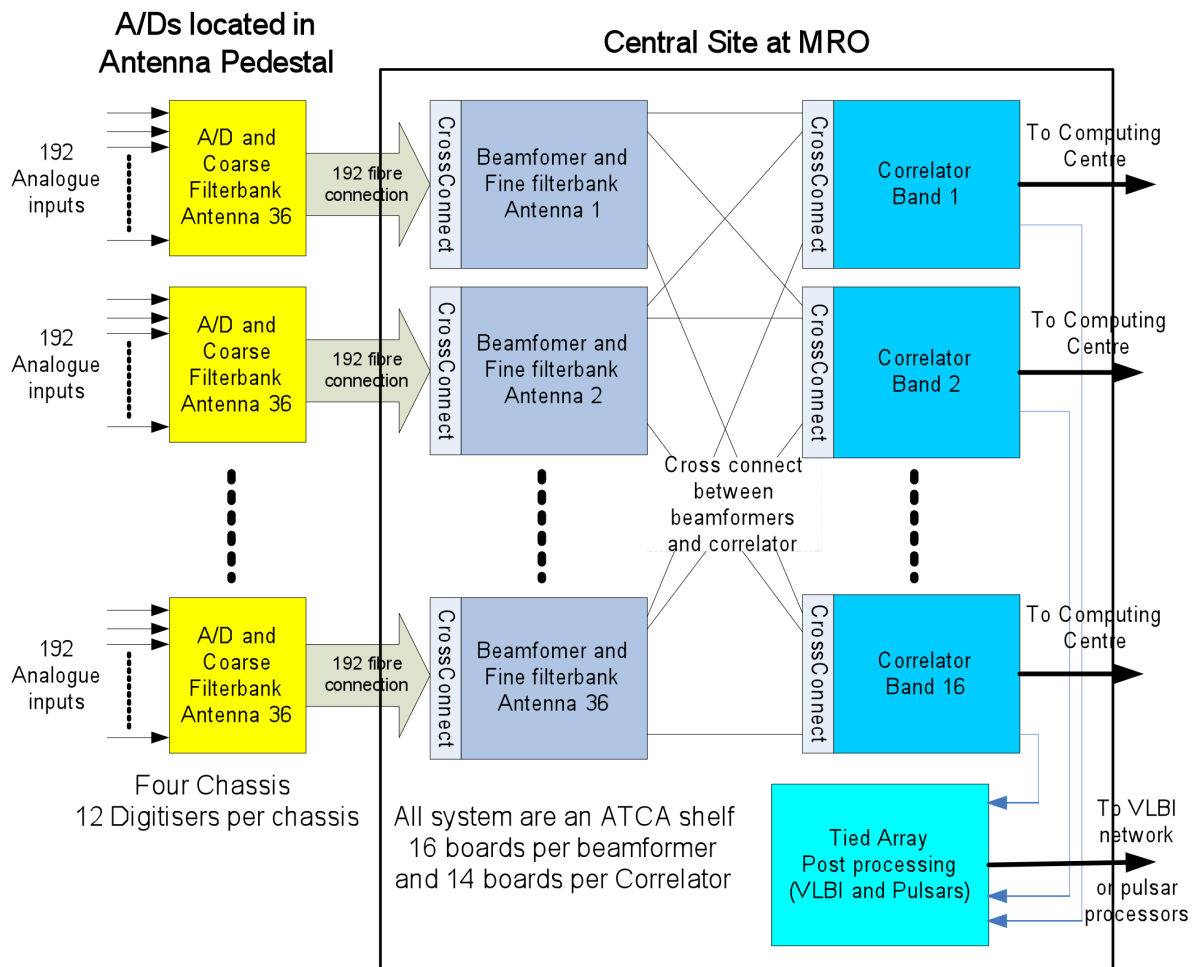 A/Ds located in
Antenna Pedestal
Central Site at MRO
192
Analogue
inputs
A/D and
Coarse
Filterbank
Antenna 36
192 fibre
connection
CrossConnect
Beamfomer and
Fine filterbank
Antenna 1
CrossConnect
Correlator
Band 1
To Computing
Centre
192
Analogue
inputs
A/D and
Coarse
Filterbank
Antenna 36
192 fibre
connection
CrossConnect
Beamfomer and
Fine filterbank
Antenna 2
CrossConnect
Correlator
Band 2
To Computing
Centre
Cross connect
between
beamformers
and correlator
192
Analogue
inputs
A/D and
Coarse
Filterbank
Antenna 36
192 fibre
connection
CrossConnect
Beamfomer and
Fine filterbank
Antenna 36
CrossConnect
Correlator
Band 16
To Computing
Centre
Four Chassis
12 Digitisers per chassis
All system are an ATCA shelf
16 boards per beamformer
and 14 boards per Correlator
Tied Array
Post processing
(VLBI and Pulsars)
To VLBI
network
or pulsar
processors